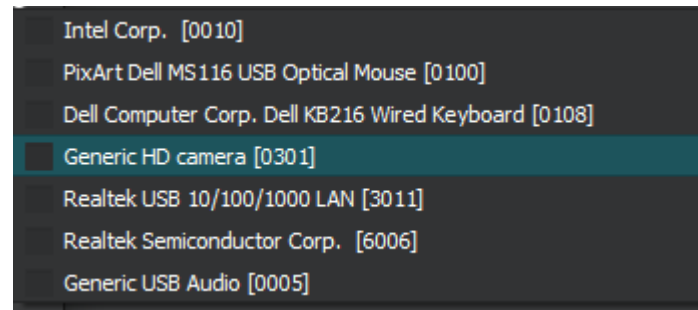 Intel Corp.  [0010]
PixArt Dell MS116 USB Optical Mouse [0100]
Dell Computer Corp. Dell KB216 Wired Keyboard [0108]
Generic HD camera [0301]
Realtek USB 10/100/1000 LAN [3011]
Realtek Semiconductor Corp.  [6006]
Generic USB Audio [0005]